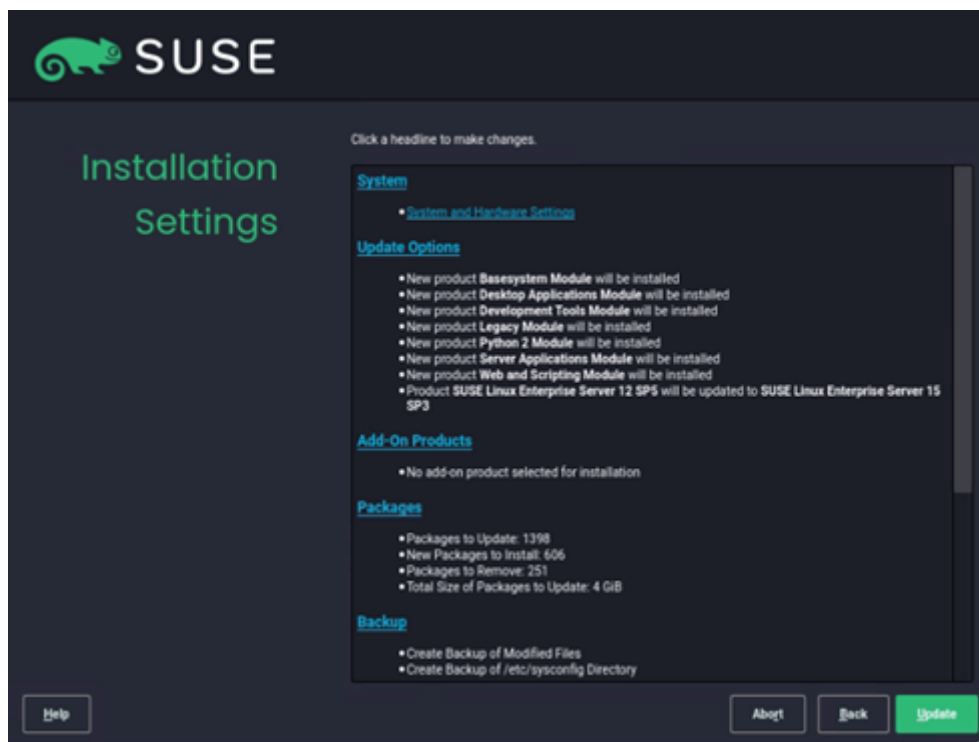 SUSE
Installation
Settings
Click a headline to make changes.
System
• System and Hardware Settings
Update Options
• New product Basesystem Module will be installed
• New product Desktop Applications Module will be installed
• New product Development Tools Module will be installed
• New product Legacy Module will be installed
• New product Python 2 Module will be installed
• New product Server Applications Module will be installed
• New product Web and Scripting Module will be installed
• Product SUSE Linux Enterprise Server 12 SP5 will be updated to SUSE Linux Enterprise Server 15
SP3
Add-On Products
• No add-on product selected for installation
Packages
• Packages to Update: 1398
• New Packages to Install: 606
• Packages to Remove: 251
• Total Size of Packages to Update: 4 GiB
Backup
• Create Backup of Modified Files
• Create Backup of /etc/sysconfig Directory
Help
Abort
Back
Update